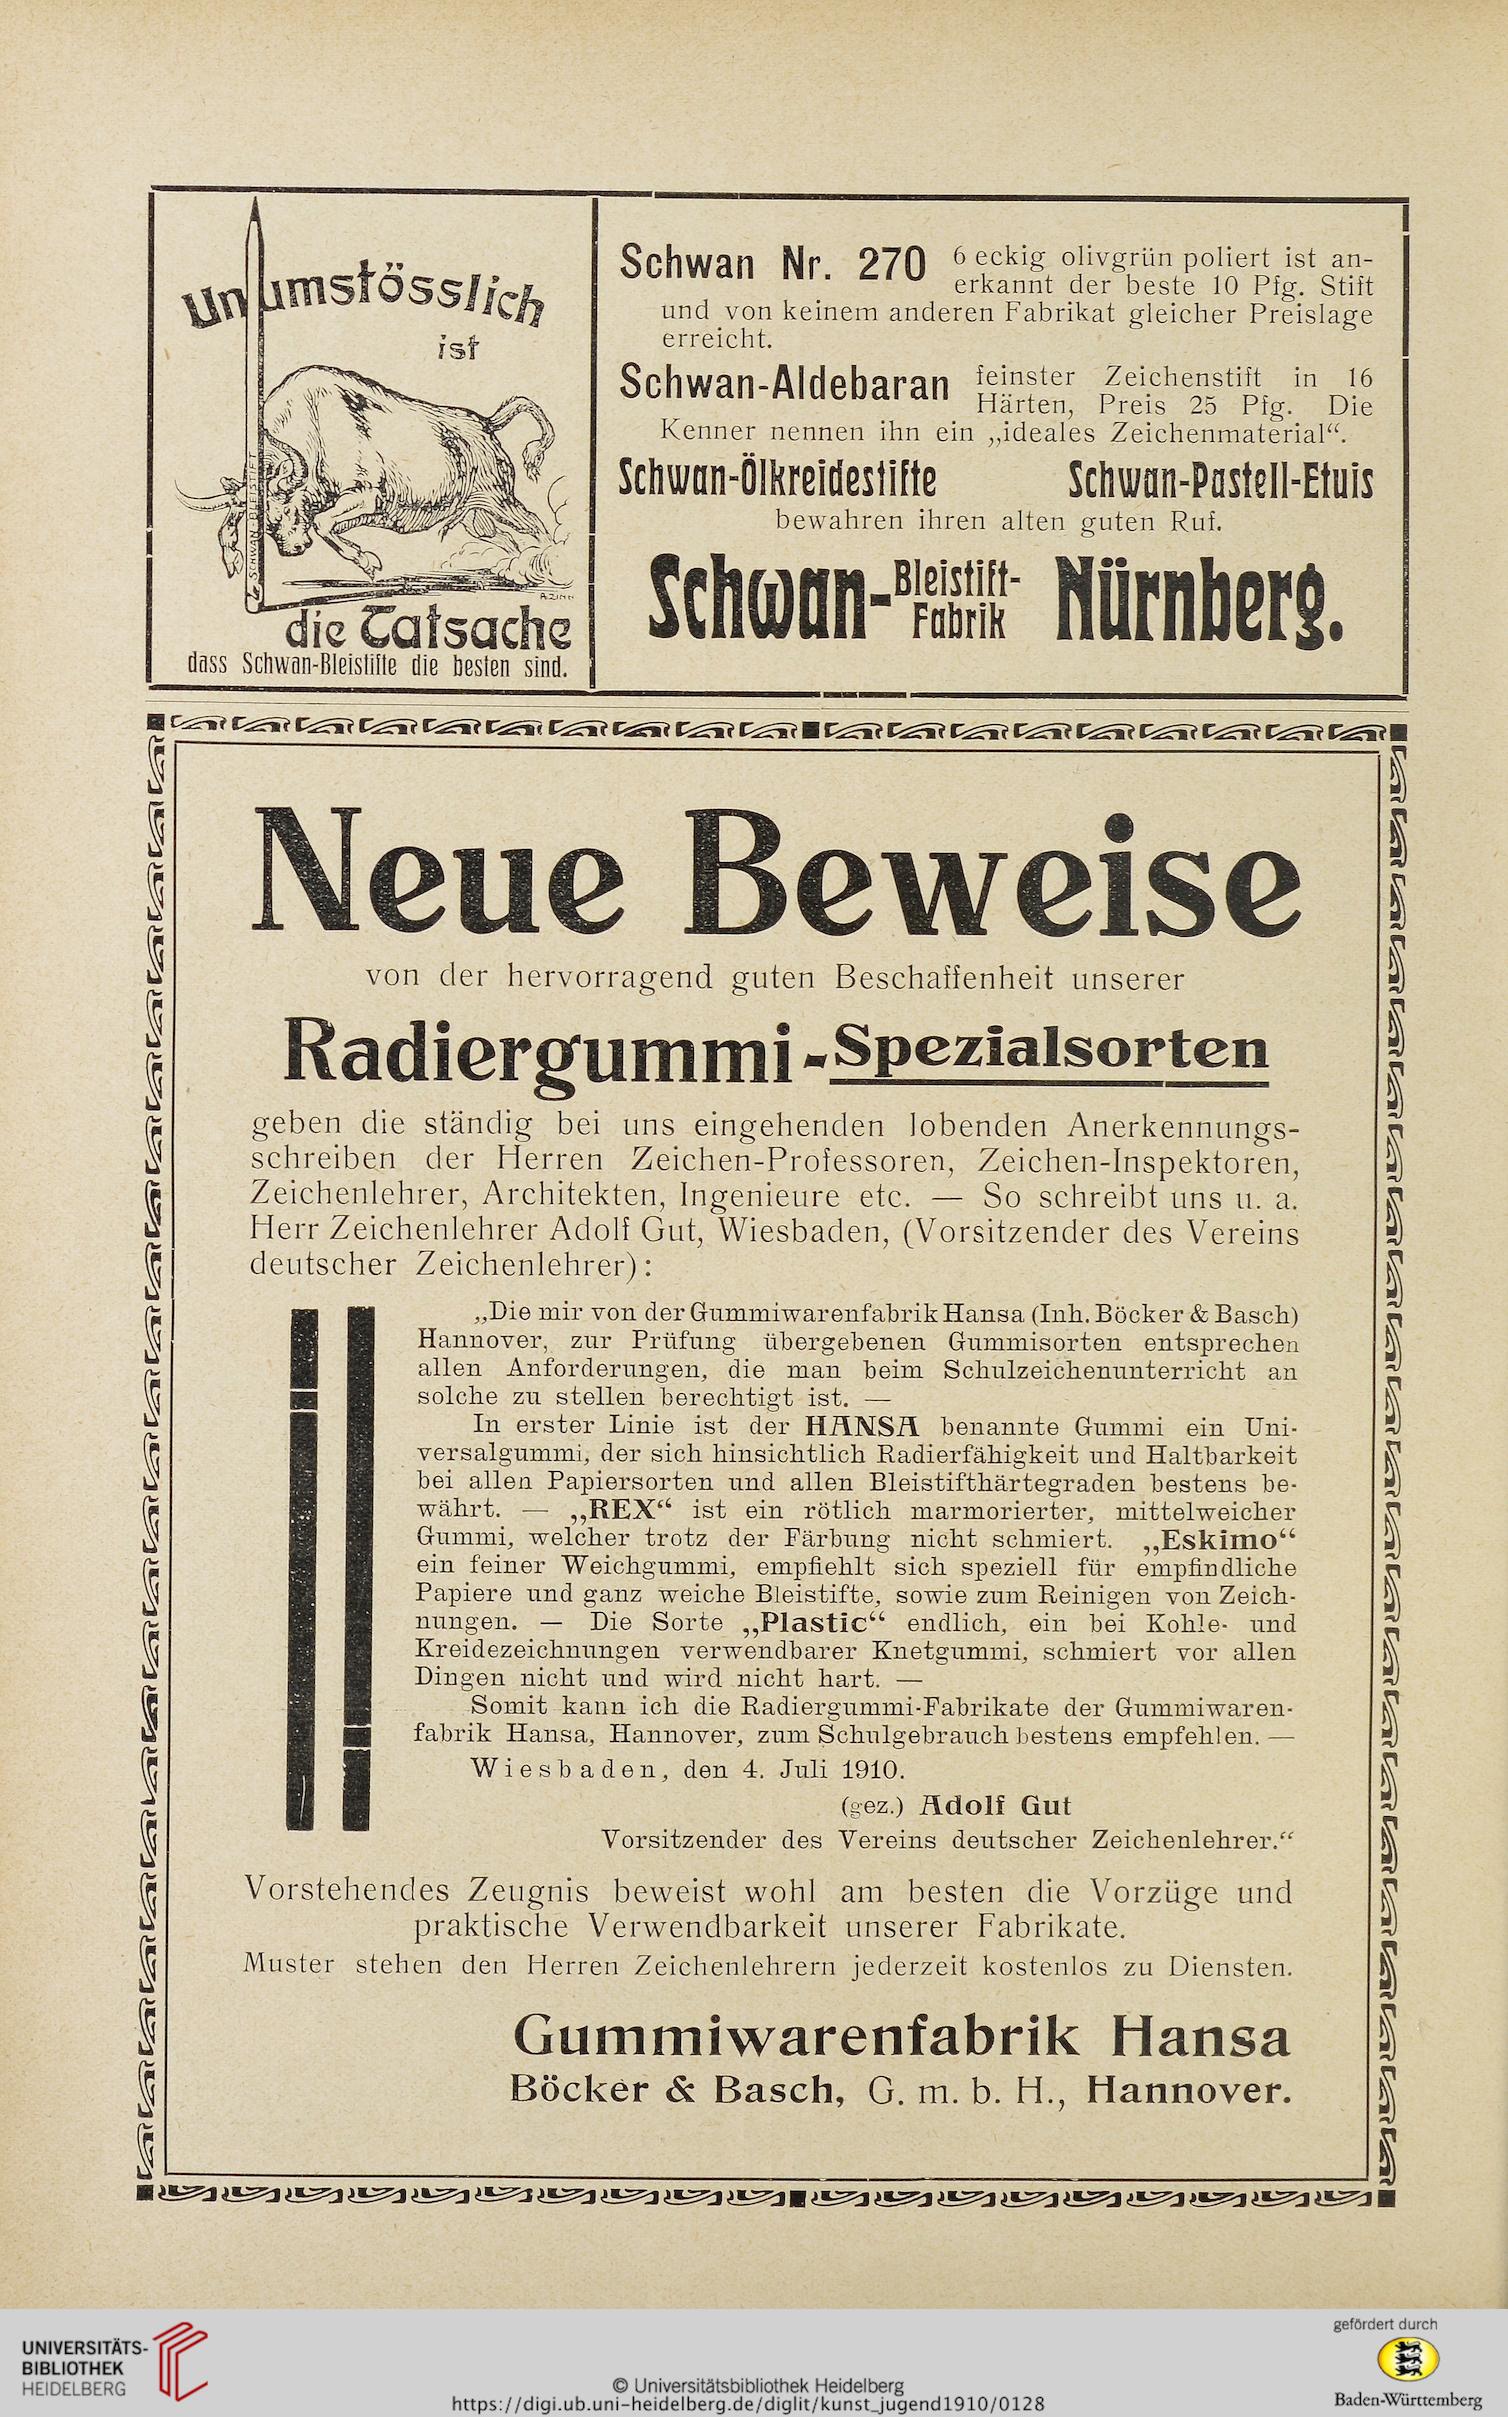 Unumstösslich
ist
SCHWAN BLEISTIFT
A.ZINN
die Tatsache
dass Schwan-Bleistifte die besten sind.
Schwan Nr. 270 6 eckig olivgrün poliert ist an-
erkannt der beste 10 Pfg. Stift
und von keinem anderen Fabrikat gleicher Preislage
erreicht.
Schwan-Aldebaran feinster Zeichenstift in 16
Härten, Preis 25 Pfg. Die
Kenner nennen ihn ein „ideales Zeichenmaterial“.
Schwan-Ölkreidestifte Schwan-Pastell-Etuis
bewahren ihren alten guten Ruf.
Schwan-Bleistift-Fabrik Nürnberg.
Neue Beweise
von der hervorragend guten Beschaffenheit unserer
Radiergummi-Spezialsorten
geben die ständig bei uns eingehenden lobenden Anerkennungs-
schreiben der Herren Zeichen-Professoren, Zeichen-Inspektoren,
Zeichenlehrer, Architekten, Ingenieure etc. — So schreibt uns u. a.
Herr Zeichenlehrer Adolf Gut, Wiesbaden, (Vorsitzender des Vereins
deutscher Zeichenlehrer):
„Die mir von der Gummiwarenfabrik Hansa (Inh. Böcker & Basch)
Hannover, zur Prüfung übergebenen Gummisorten entsprechen
allen Anforderungen, die man beim Schulzeichenunterricht an
solche zu stellen berechtigt ist. —
In erster Linie ist der HANSA benannte Gummi ein Uni-
versalgummi, der sich hinsichtlich Radierfähigkeit und Haltbarkeit
bei allen Papiersorten und allen Bleistifthärtegraden bestens be-
währt. — „REX“ ist ein rötlich marmorierter, mittelweicher
Gummi, welcher trotz der Färbung nicht schmiert. „Eskimo“
ein feiner Weichgummi, empfiehlt sich speziell für empfindliche
Papiere und ganz weiche Bleistifte, sowie zum Reinigen von Zeich-
nungen. — Die Sorte „Plastic“ endlich, ein bei Kohle- und
Kreidezeichnungen verwendbarer Knetgummi, schmiert vor allen
Dingen nicht und wird nicht hart. —
Somit kann ich die Radiergummi-Fabrikate der Gummiwaren-
fabrik Hansa, Hannover, zum Schulgebrauch bestens empfehlen. —
Wiesbaden, den 4. Juli 1910.
(gez.) Adolf Gut
Vorsitzender des Vereins deutscher Zeichenlehrer.“
Vorstehendes Zeugnis beweist wohl am besten die Vorzüge und
praktische Verwendbarkeit unserer Fabrikate.
Muster stehen den Herren Zeichenlehrern jederzeit kostenlos zu Diensten.
Gummiwarenfabrik Hansa
Böcker & Basch, G. m. b. H., Hannover.
UNIVERSITÄTS-
BIBLIOTHEK
HEIDELBERG
© Universitätsbibliothek Heidelberg
https://digi.ub.uni-heidelberg.de/diglit/kunst_jugend1910/0128
gefördert durch
Baden-Württemberg